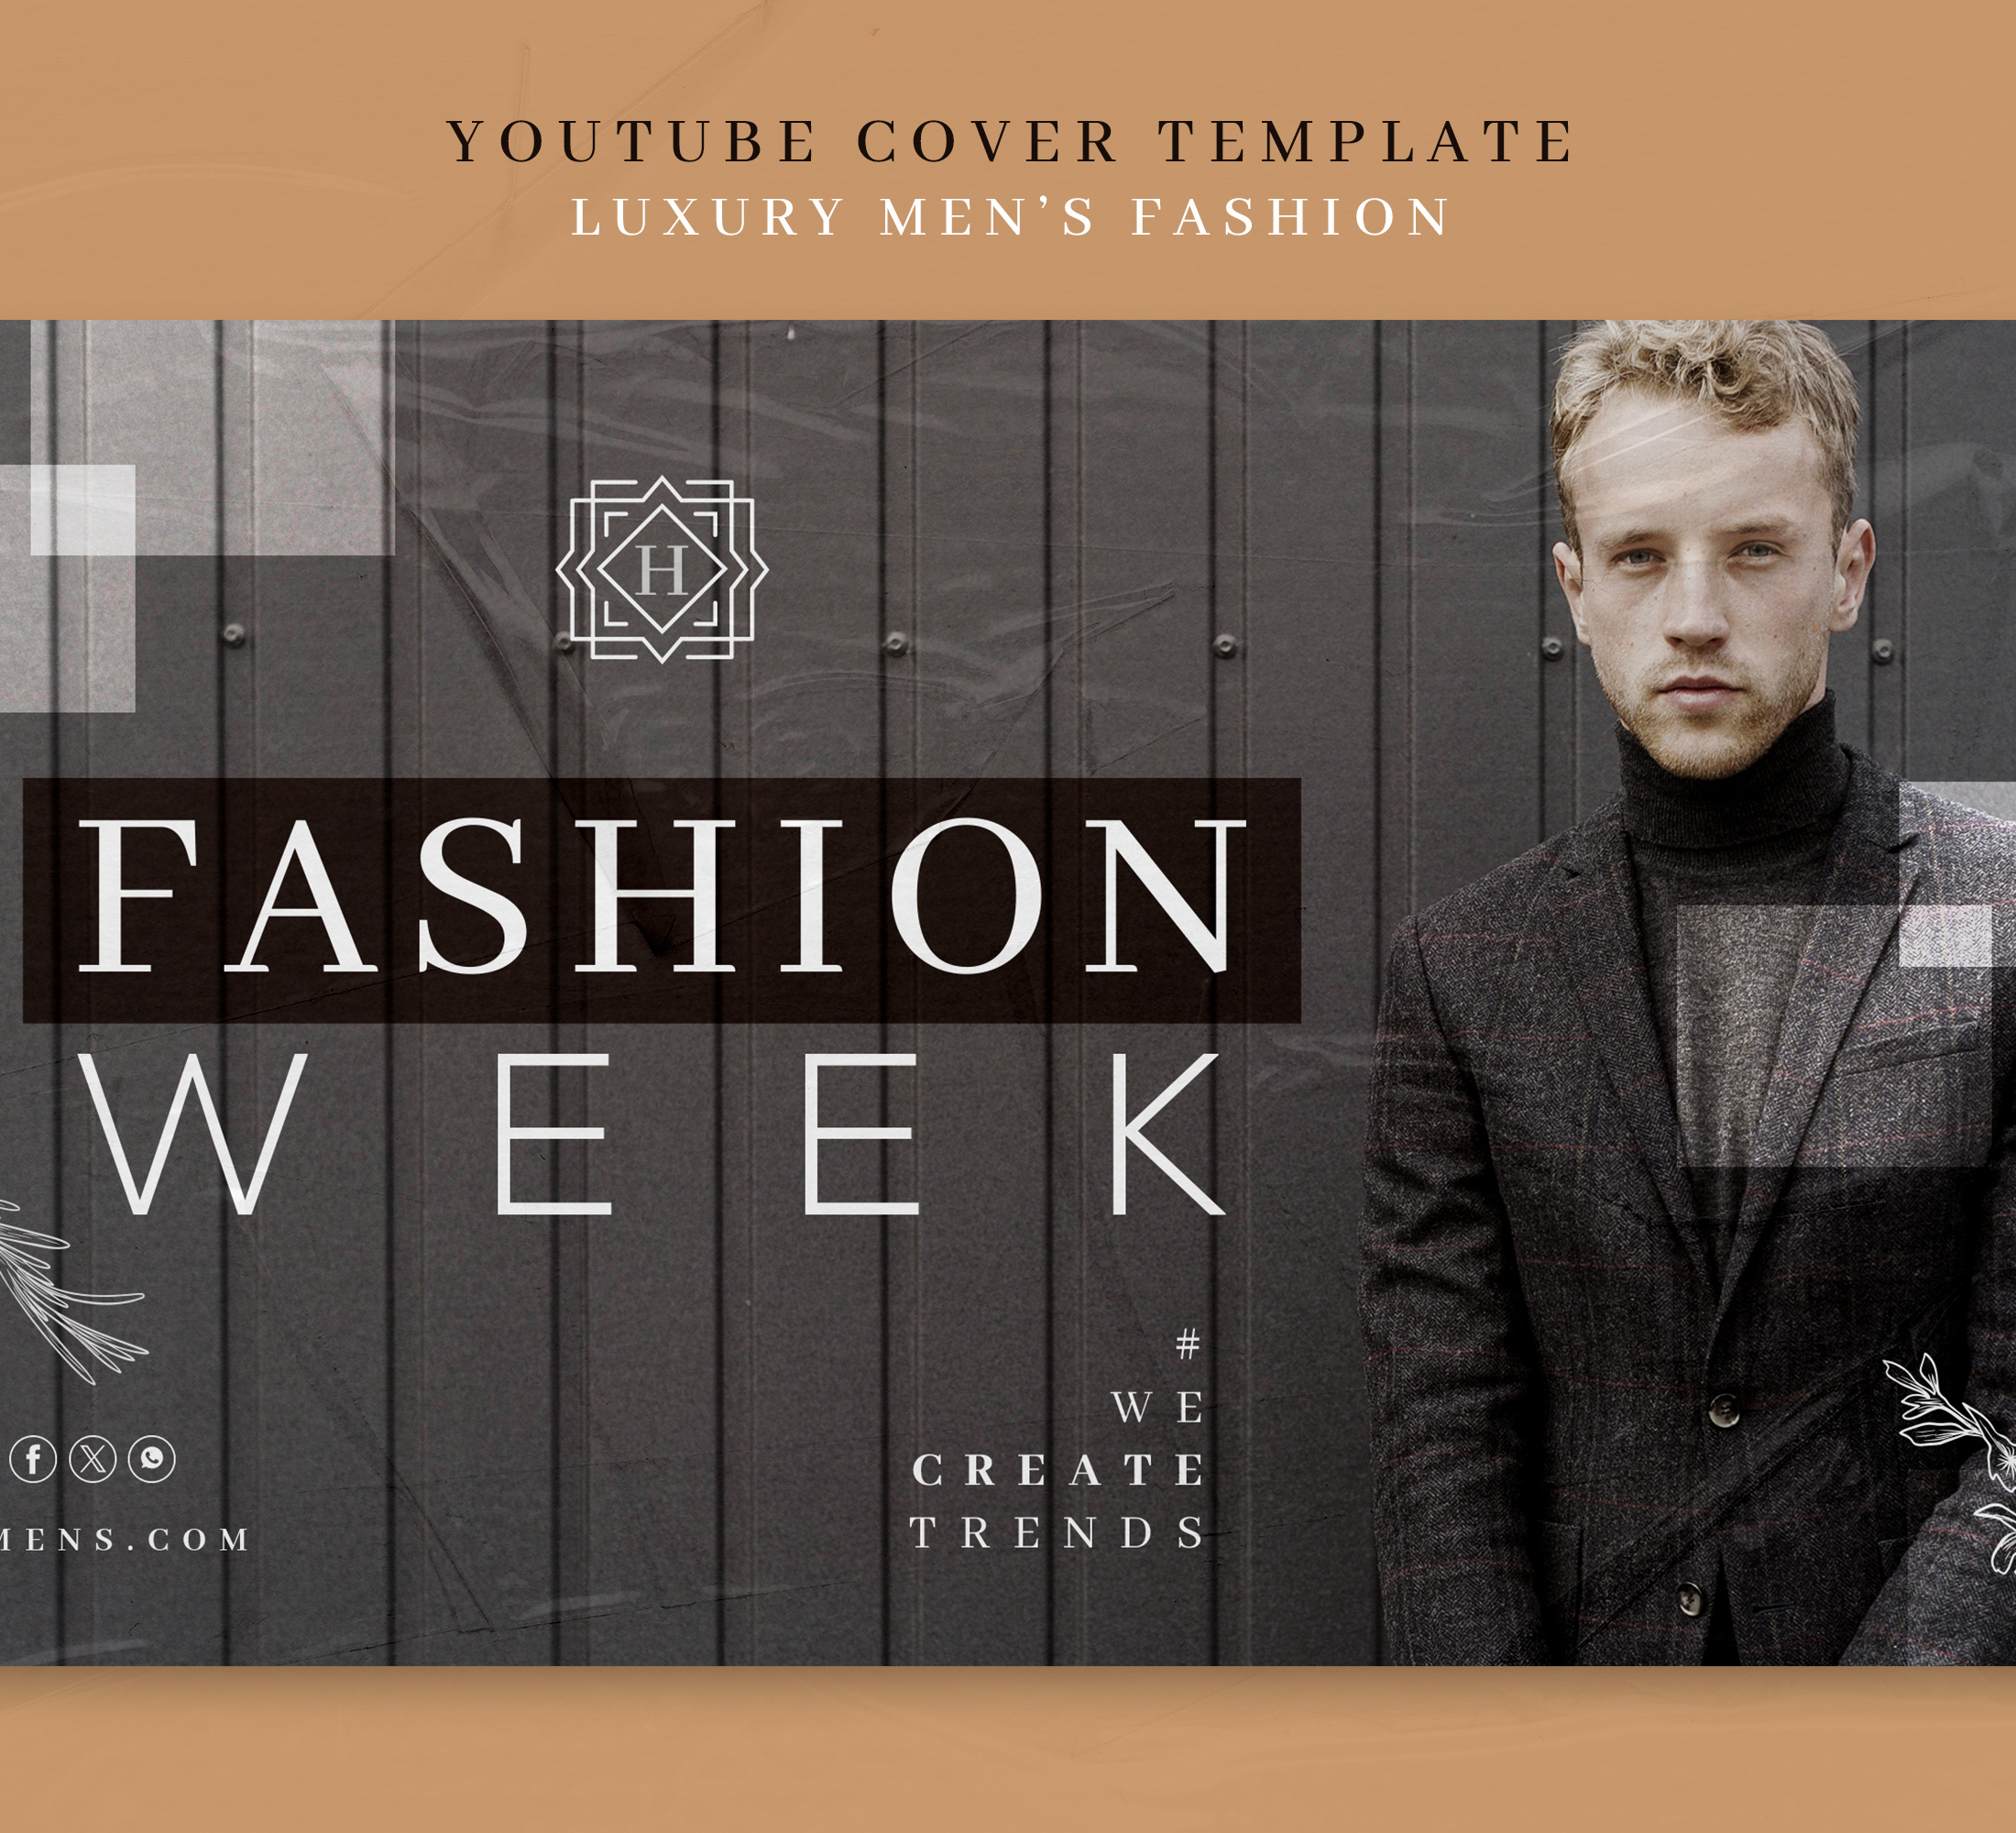 YOUTUBE COVER TEMPLATE
LUXURY MEN’S FASHION
H
FASHION
WEEK
#
WE
CREATE
TRENDS
MENS.COM